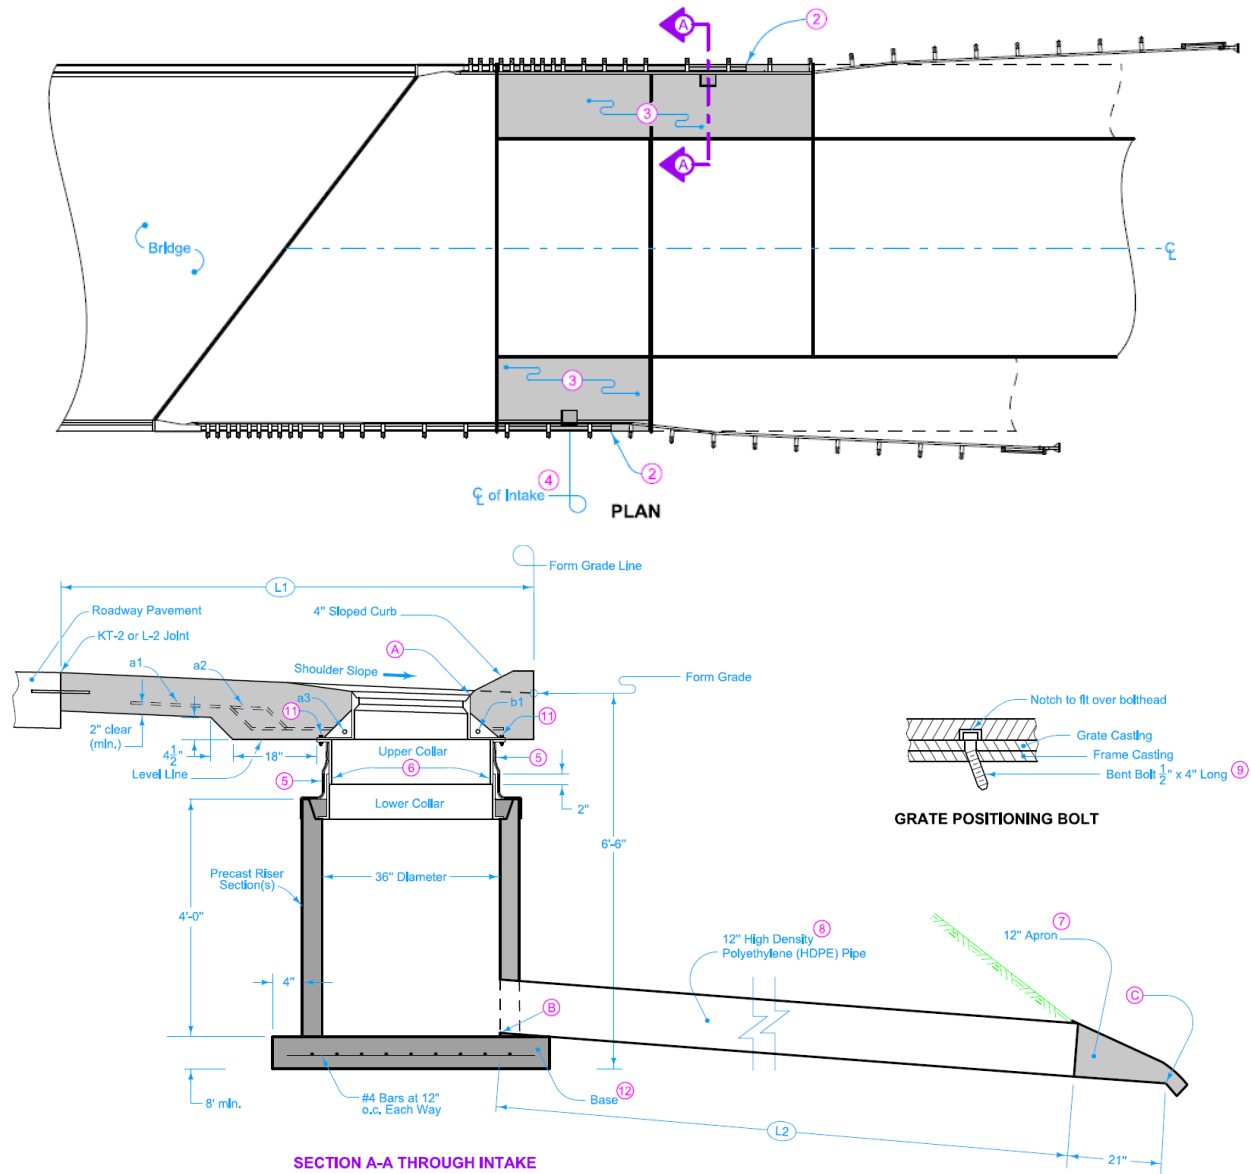 A
2
3
A
Bridge
℄
3
4
2
℄ of Intake
PLAN
Form Grade Line
L1
Roadway Pavement
4" Sloped Curb
KT-2 or L-2 Joint
A
a1
a2
Shoulder Slope
Form Grade
a3
b1
11
11
2" clear
(min.)
4 1/2"
18"
Level Line
Upper Collar
5
6
5
Lower Collar
2"
Notch to fit over bolthead
Grate Casting
Frame Casting
Bent Bolt 1/2" x 4" Long 9
GRATE POSITIONING BOLT
6'-6"
Precast Riser
Section(s)
36" Diameter
4'-0"
12" High Density 8
Polyethylene (HDPE) Pipe
7
12" Apron
C
4"
B
8' min.
#4 Bars at 12"
o.c. Each Way
Base 12
L2
21"
SECTION A-A THROUGH INTAKE